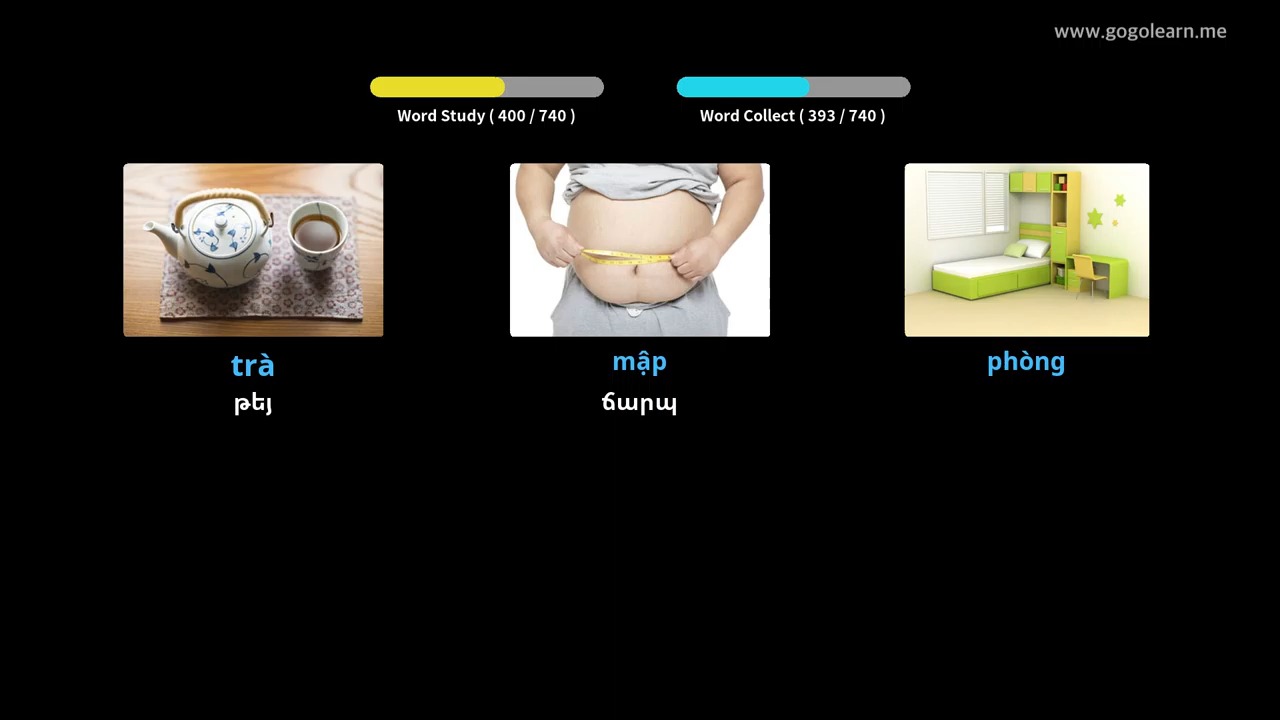 www.gogolearn.me
Word Study ( 400 / 740 )
Word Collect ( 393 / 740 )
trà
mập
phòng
թեյ
ճարպ